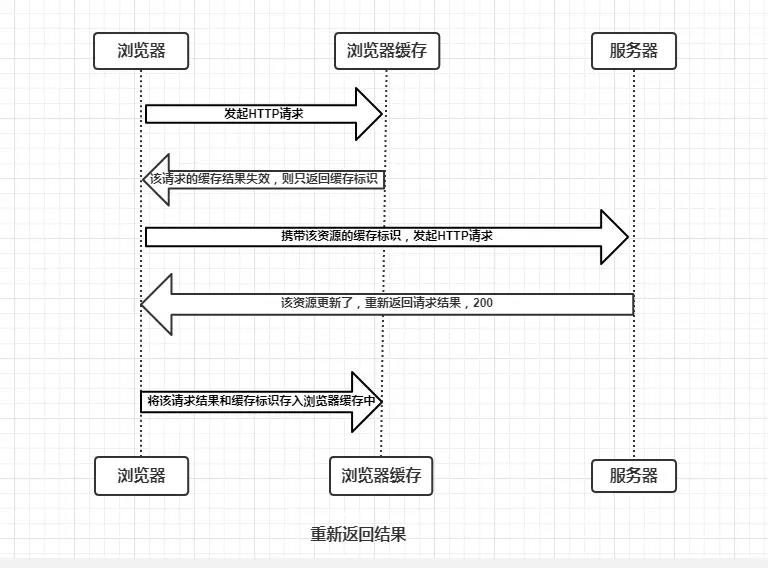 浏览器
浏览器缓存
服务器
发起HTTP请求
该请求的缓存结果失效，则只返回缓存标识
携带该资源的缓存标识，发起HTTP请求
该资源更新了，重新返回请求结果，200
将该请求结果和缓存标识存入浏览器缓存中
浏览器
浏览器缓存
服务器
重新返回结果